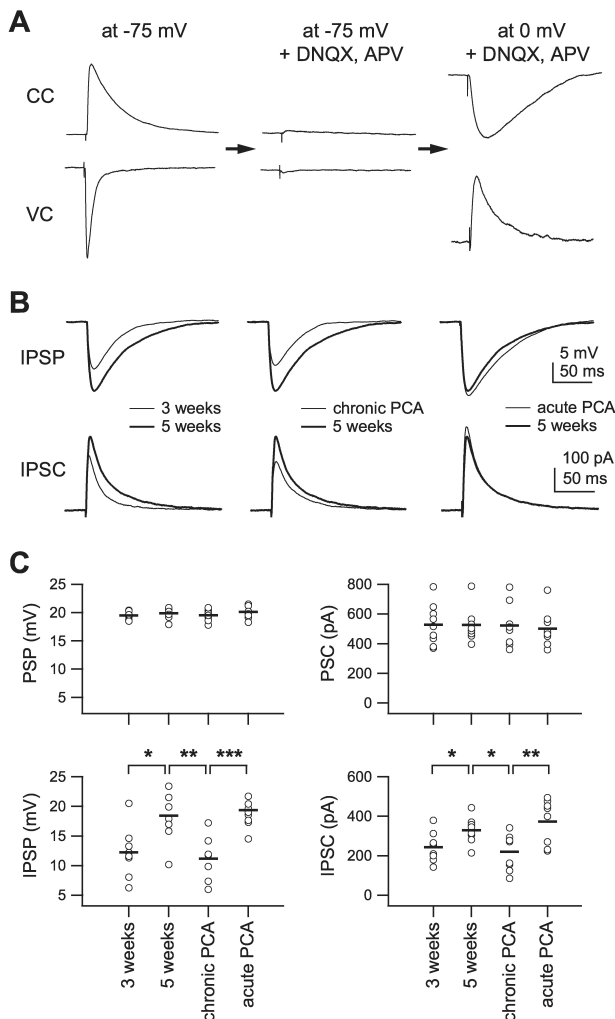 A
at -75 mV
at -75 mV
+ DNQX, APV
at 0 mV
+ DNQX, APV
CC
VC
B
IPSP
5 mV
50 ms
3 weeks
5 weeks
chronic PCA
5 weeks
acute PCA
5 weeks
IPSC
100 pA
50 ms
C
PSP (mV)
25
20
15
10
5
PSC (pA)
800
600
400
200
0
IPSP (mV)
25
20
15
10
5
* ** ***
3 weeks
5 weeks
chronic PCA
acute PCA
IPSC (pA)
600
400
200
0
* * **
3 weeks
5 weeks
chronic PCA
acute PCA